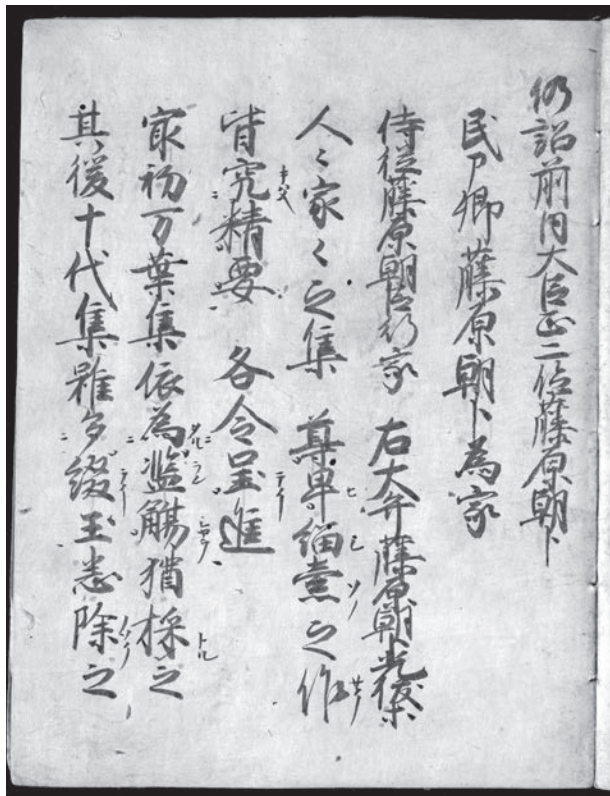 仍詔前内大臣正二位藤原朝臣
民部卿藤原朝臣為家
侍従藤原朝臣行家　右大弁藤原朝臣光俊等
人々家々之集　尊卑緇素之作
皆究精要　各令呈進
最初万葉集依為濫觴猶採之
其後十代集雖多綴玉悉除之